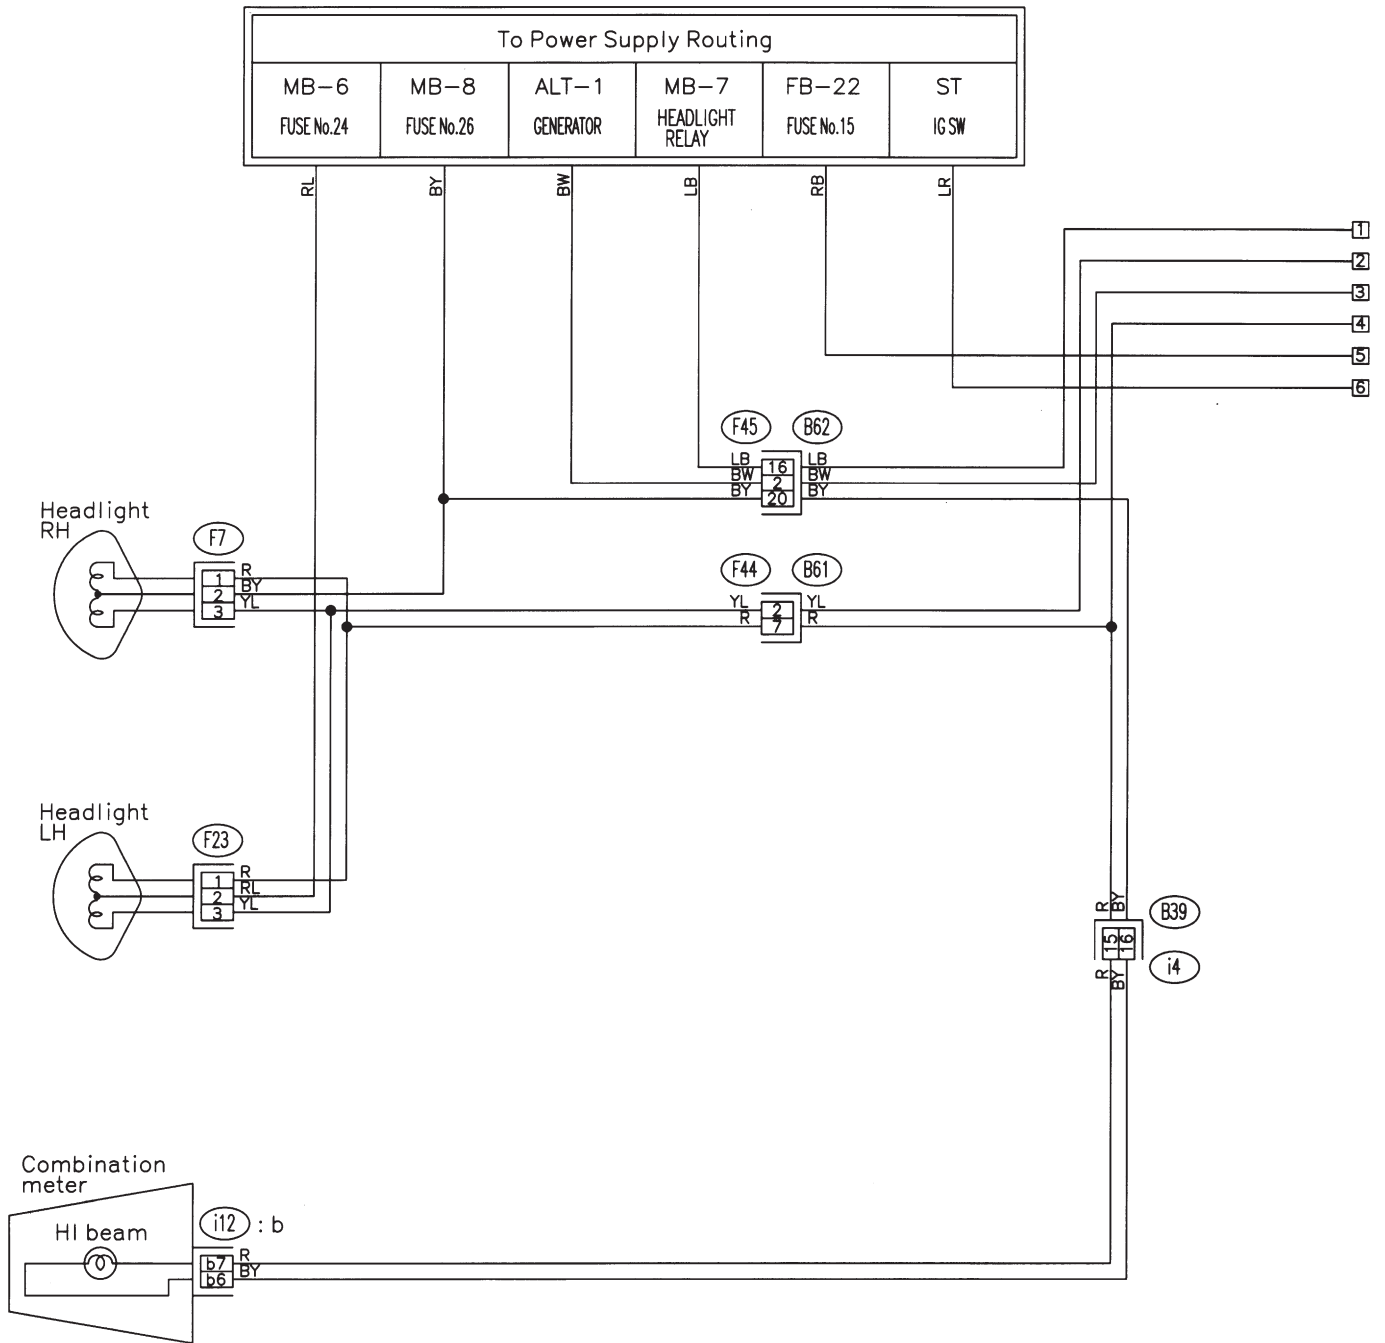 To Power Supply Routing
MB-6 MB-8 ALT-1 MB-7 FB-22 ST
FUSE No.24 FUSE No.26 GENERATOR HEADLIGHT RELAY FUSE No.15 IG SW
RL BY BW LB RB LR
1
2
3
4
5
6
F45 B62
LB 16 LB
BW 2 BW
BY 20 BY
Headlight
RH
F7
1 R
2 BY
3 YL
F44 B61
YL 2 YL
R 7 R
Headlight
LH
F23
1 R
2 RL
3 YL
R BY
B39
15 16
i4
R BY
Combination
meter
i12 : b
HI beam
b7 R
b6 BY